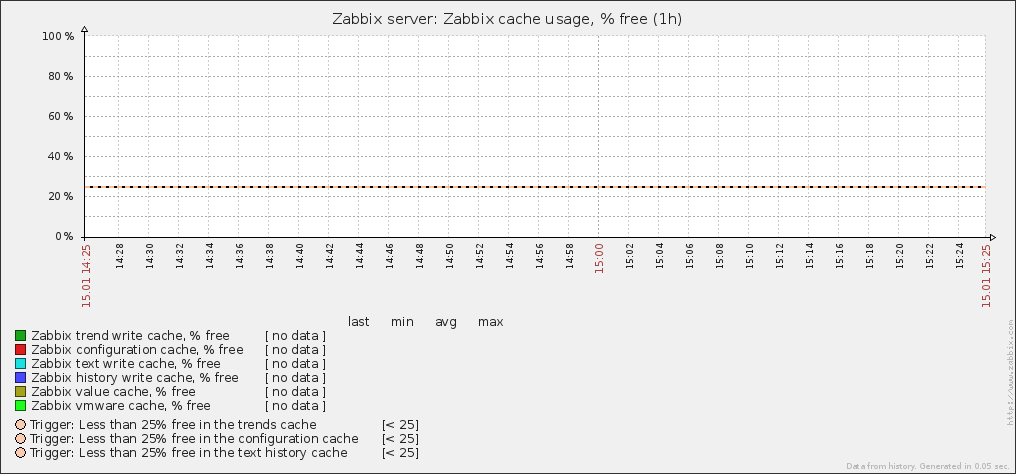 Zabbix server: Zabbix cache usage, % free (1h)
100 %
80 %
60 %
40 %
20 %
0 %
15.01 14:25 14:28 14:30 14:32 14:34 14:36 14:38 14:40 14:42 14:44 14:46 14:48 14:50 14:52 14:54 14:56 14:58 15:00 15:02 15:04 15:06 15:08 15:10 15:12 15:14 15:16 15:18 15:20 15:22 15:24 15.01 15:25
last min avg max
Zabbix trend write cache, % free [ no data ]
Zabbix configuration cache, % free [ no data ]
Zabbix text write cache, % free [ no data ]
Zabbix history write cache, % free [ no data ]
Zabbix value cache, % free [ no data ]
Zabbix vmware cache, % free [ no data ]
Trigger: Less than 25% free in the trends cache [< 25]
Trigger: Less than 25% free in the configuration cache [< 25]
Trigger: Less than 25% free in the text history cache [< 25]
http://www.zabbix.com
Data from history. Generated in 0.05 sec.